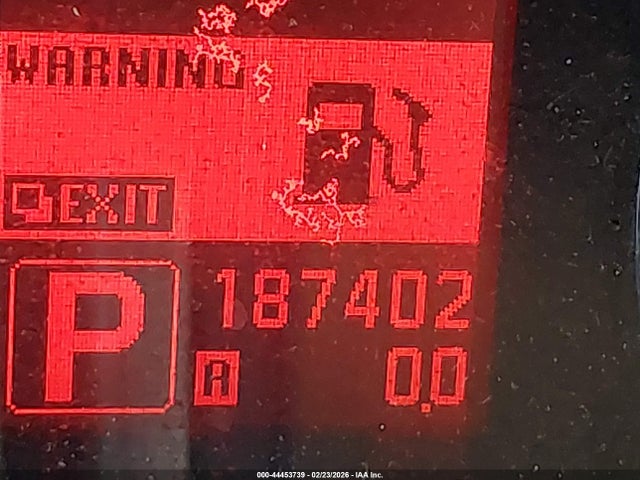 WARNING
EXIT
P
187402
A 0.0
000-44453739 - 02/23/2026 - IAA Inc.